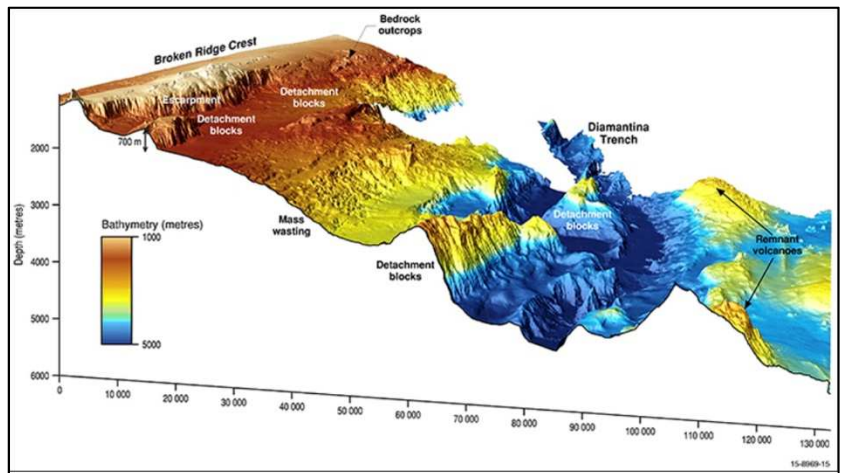 Bedrock
outcrops
Broken Ridge Crest
Escarpment
Detachment
blocks
Detachment
blocks
700 m
Diamantina
Trench
2000
3000
4000
5000
6000
Depth (metres)
Mass
wasting
Detachment
blocks
Detachment
blocks
Remnant
volcanoes
Bathymetry (metres)
1000
5000
0
10 000
20 000
30 000
40 000
50 000
60 000
70 000
80 000
90 000
100 000
110 000
120 000
130 000
15-8969-15